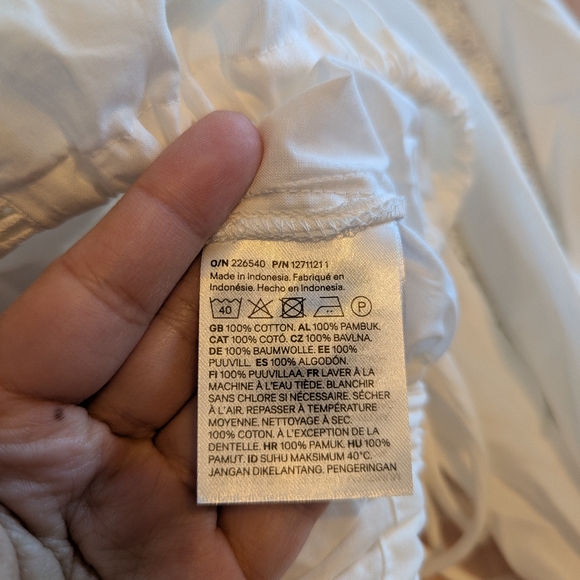 O/N 226540 P/N 1271121 1
Made in Indonesia. Fabriqué en
Indonésie. Hecho en Indonesia.
40 P
GB 100% COTTON. AL 100% PAMBUK.
CAT 100% COTÓ. CZ 100% BAVLNA.
DE 100% BAUMWOLLE. EE 100%
PUUVILL. ES 100% ALGODÓN.
FI 100% PUUVILLAA. FR LAVER À LA
MACHINE À L'EAU TIÈDE. BLANCHIR
SANS CHLORE SI NÉCESSAIRE. SÉCHER
À L'AIR. REPASSER À TEMPÉRATURE
MOYENNE. NETTOYAGE À SEC.
100% COTON. À L'EXCEPTION DE LA
DENTELLE. HR 100% PAMUK. HU 100%
PAMUT. ID SUHU MAKSIMUM 40°C.
JANGAN DIKELANTANG. PENGERINGAN